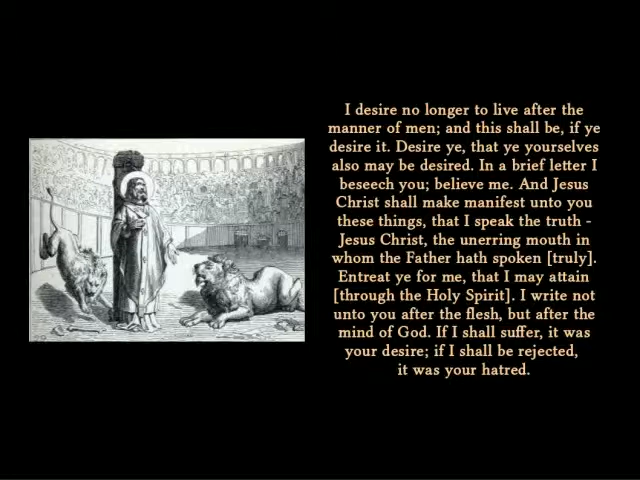 I desire no longer to live after the
manner of men; and this shall be, if ye
desire it. Desire ye, that ye yourselves
also may be desired. In a brief letter I
beseech you; believe me. And Jesus
Christ shall make manifest unto you
these things, that I speak the truth -
Jesus Christ, the unerring mouth in
whom the Father hath spoken [truly].
Entreat ye for me, that I may attain
[through the Holy Spirit]. I write not
unto you after the flesh, but after the
mind of God. If I shall suffer, it was
your desire; if I shall be rejected,
it was your hatred.